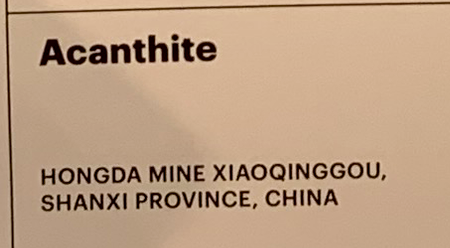 Acanthite
HONGDA MINE XIAOQINGGOU,
SHANXI PROVINCE, CHINA